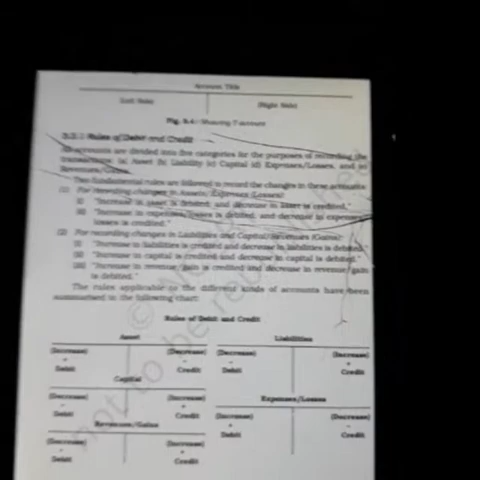 Account Title
(Left Side) (Right Side)
Fig. 3.4 : Showing T-account
3.3.1 Rules of Debit and Credit
All accounts are divided into five categories for the purposes of recording the
transactions: (a) Asset (b) Liability (c) Capital (d) Expenses/Losses, and (e)
Revenues/Gains.
Two fundamental rules are followed to record the changes in these accounts:
(1) For recording changes in Assets/Expenses (Losses):
(i) "Increase in asset is debited, and decrease in asset is credited."
(ii) "Increase in expenses/losses is debited, and decrease in expenses/
losses is credited."
(2) For recording changes in Liabilities and Capital/Revenues (Gains):
(i) "Increase in liabilities is credited and decrease in liabilities is debited."
(ii) "Increase in capital is credited and decrease in capital is debited."
(iii) "Increase in revenue/gain is credited and decrease in revenue/gain
is debited."
The rules applicable to the different kinds of accounts have been
summarised in the following chart:
Rules of Debit and Credit
Asset
(Decrease)
+
Debit
(Decrease)
–
Credit
Liabilities
(Decrease)
–
Debit
(Increase)
+
Credit
Capital
(Decrease)
–
Debit
(Increase)
+
Credit
Expenses/Losses
(Increase)
+
Debit
(Decrease)
–
Credit
Revenues/Gains
(Decrease)
–
Debit
(Increase)
+
Credit
not to be republished